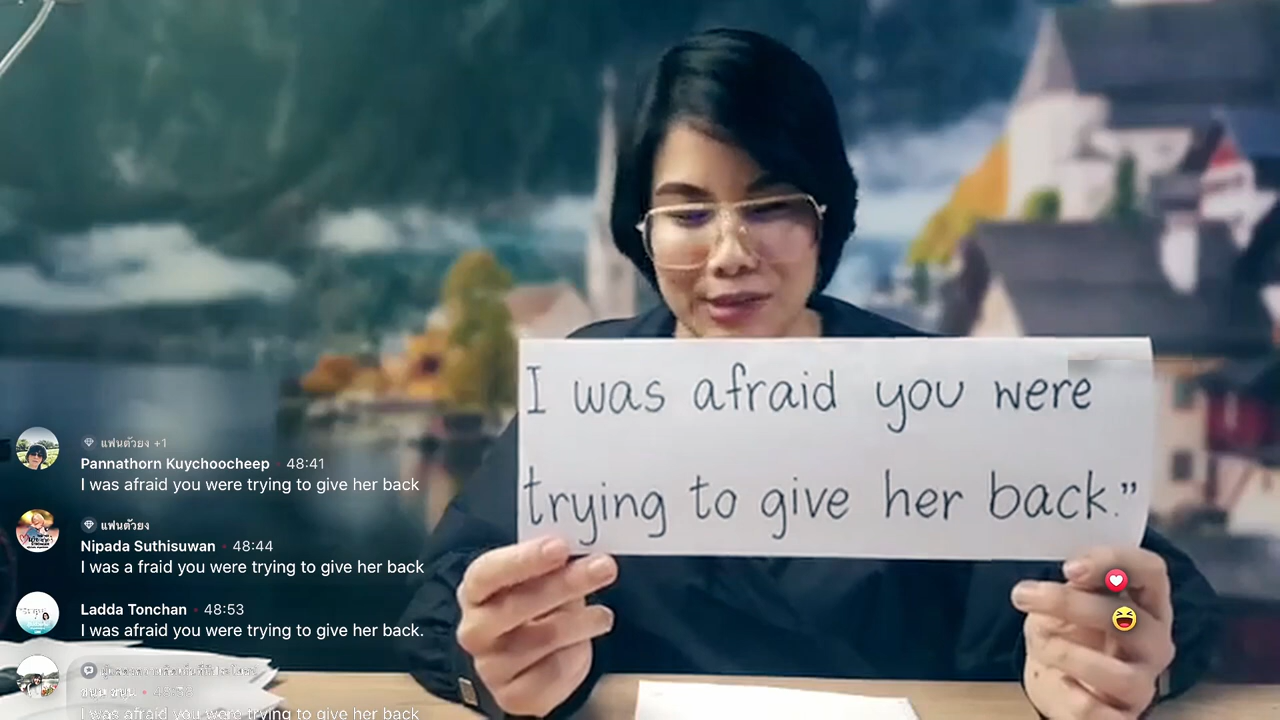 I was afraid you were
trying to give her back.”
แฟนตัวยง +1
Pannathorn Kuychoocheep • 48:41
I was afraid you were trying to give her back
แฟนตัวยง
Nipada Suthisuwan • 48:44
I was a fraid you were trying to give her back
Ladda Tonchan • 48:53
I was afraid you were trying to give her back.
I was afraid you were trying to give her back